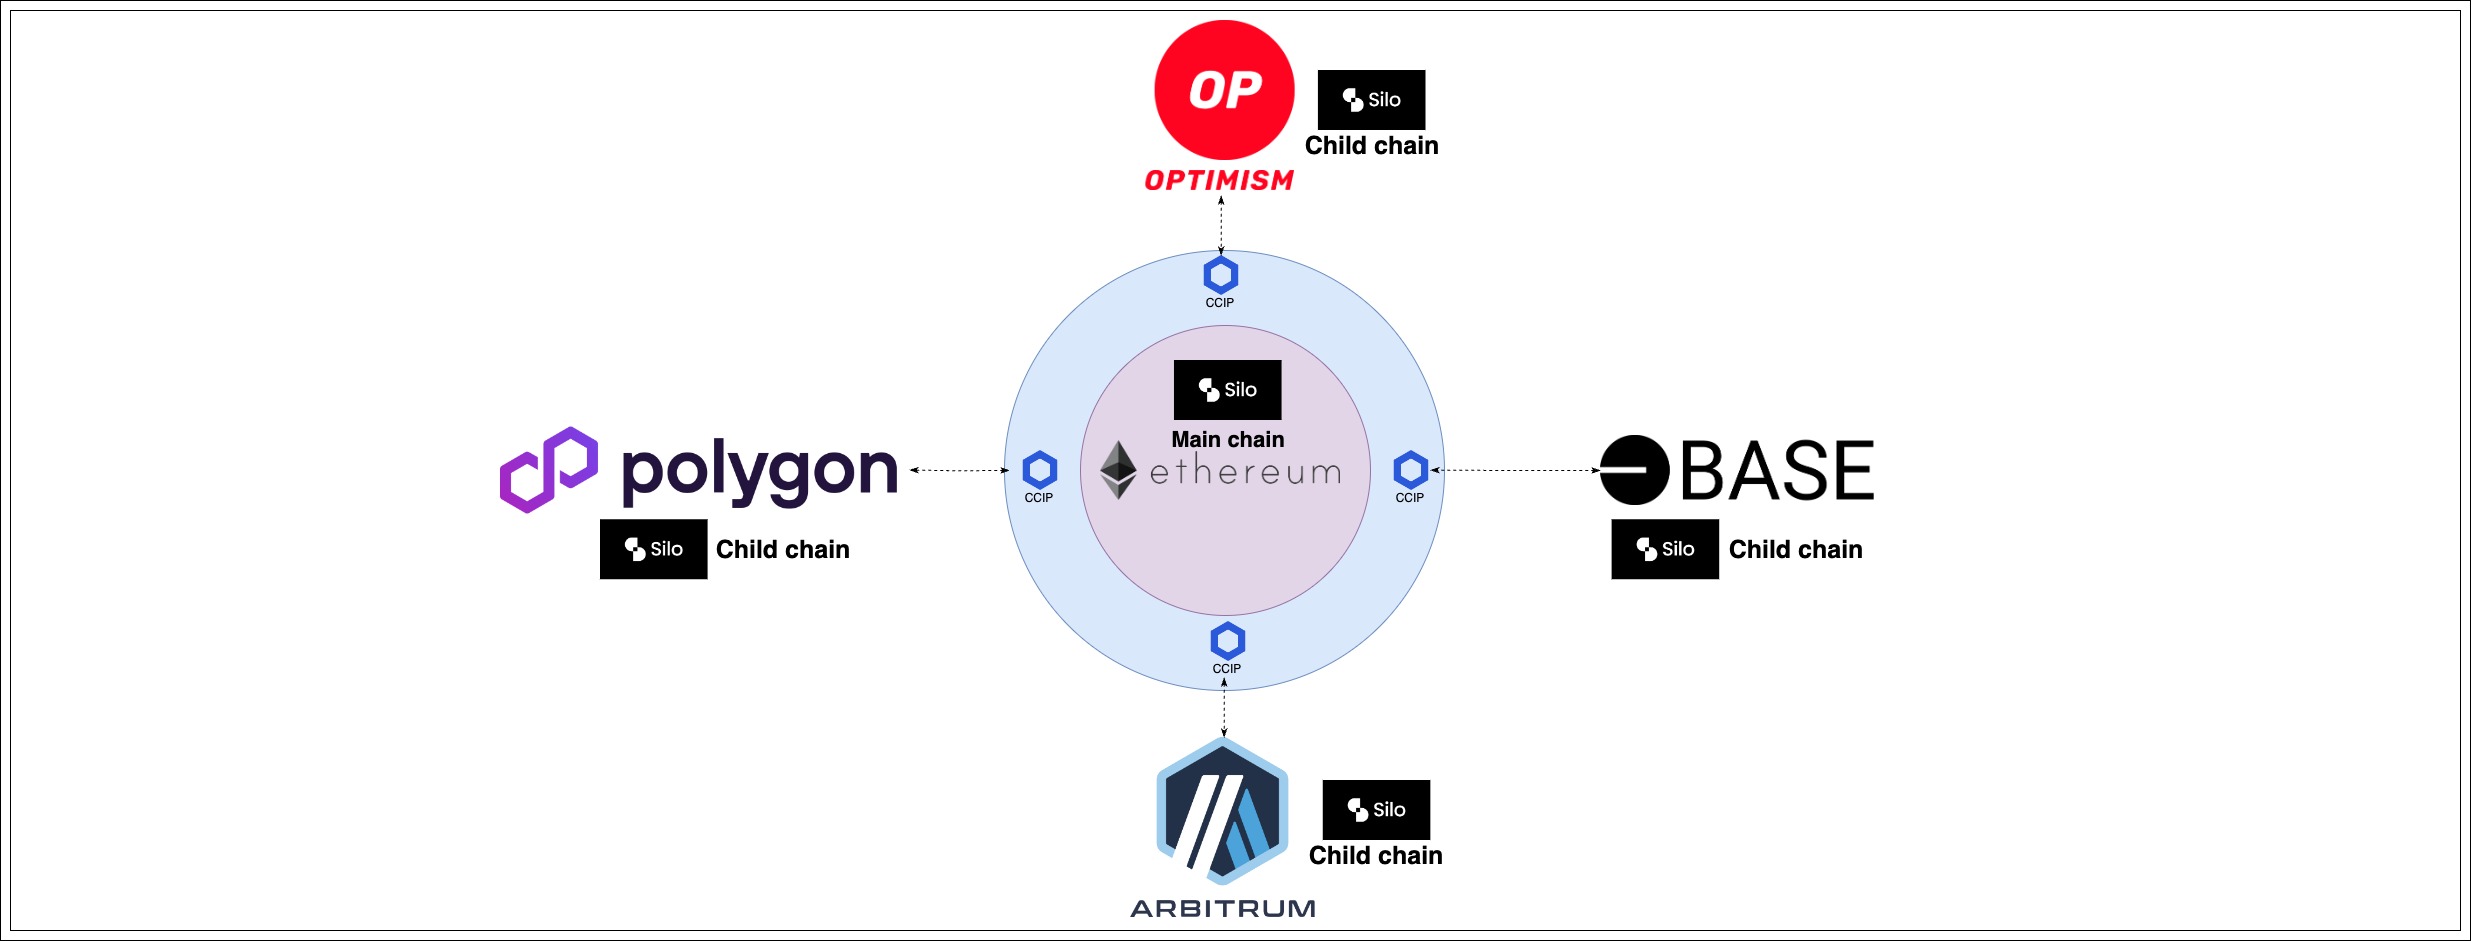 OP
OPTIMISM
Silo
Child chain
CCIP
Silo
Main chain
ethereum
CCIP
CCIP
polygon
Silo Child chain
BASE
Silo Child chain
CCIP
Silo
Child chain
ARBITRUM